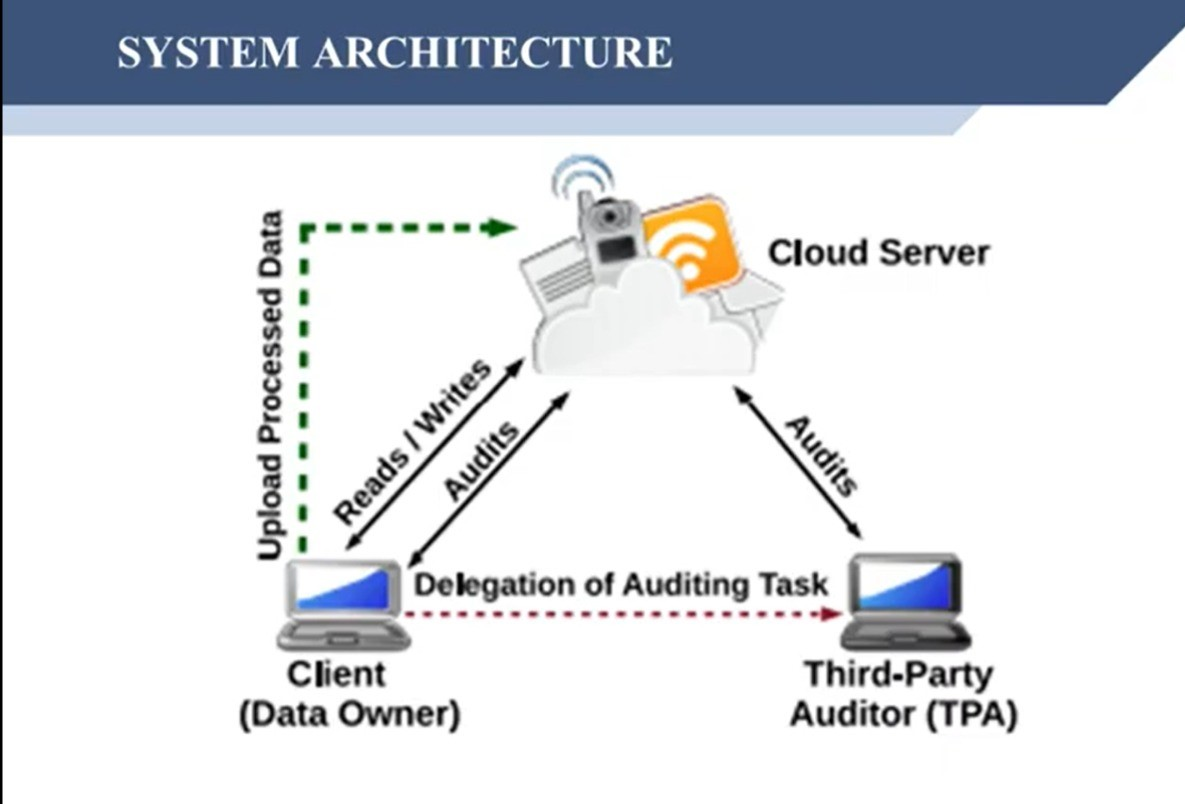 SYSTEM ARCHITECTURE
Upload Processed Data
Cloud Server
Reads / Writes
Audits
Audits
Delegation of Auditing Task
Client
(Data Owner)
Third-Party
Auditor (TPA)